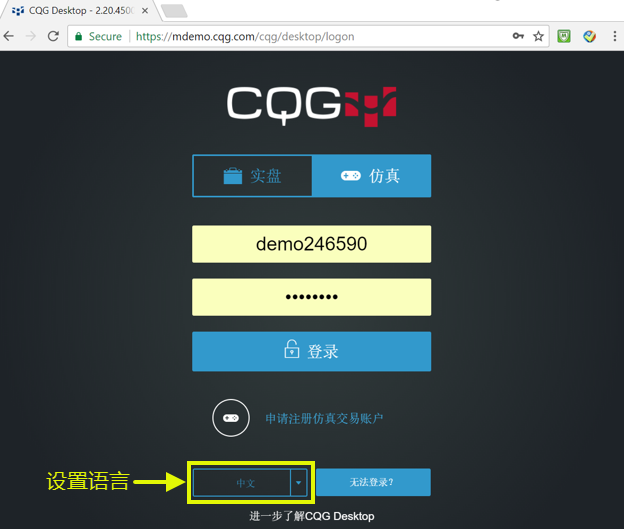 CQG Desktop - 2.20.450
Secure
https://mdemo.cqg.com/cqg/desktop/logon
CQG
实盘 仿真
demo246590
••••••••
登录
申请注册仿真交易账户
设置语言 中文 无法登录?
进一步了解CQG Desktop